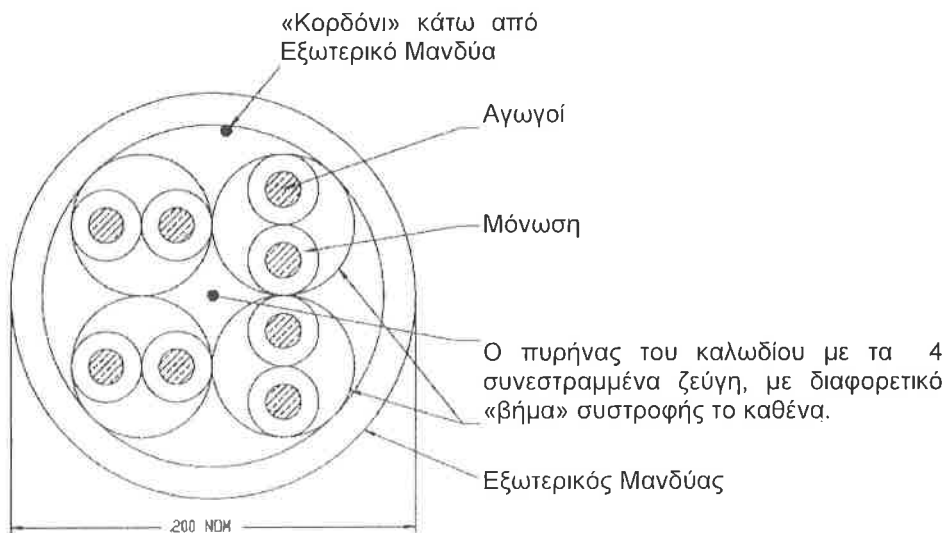 «Κορδόνι» κάτω από
Εξωτερικό Μανδύα
Αγωγοί
Μόνωση
Ο πυρήνας του καλωδίου με τα 4
συνεστραμμένα ζεύγη, με διαφορετικό
«βήμα» συστροφής το καθένα.
Εξωτερικός Μανδύας
.200 NOM